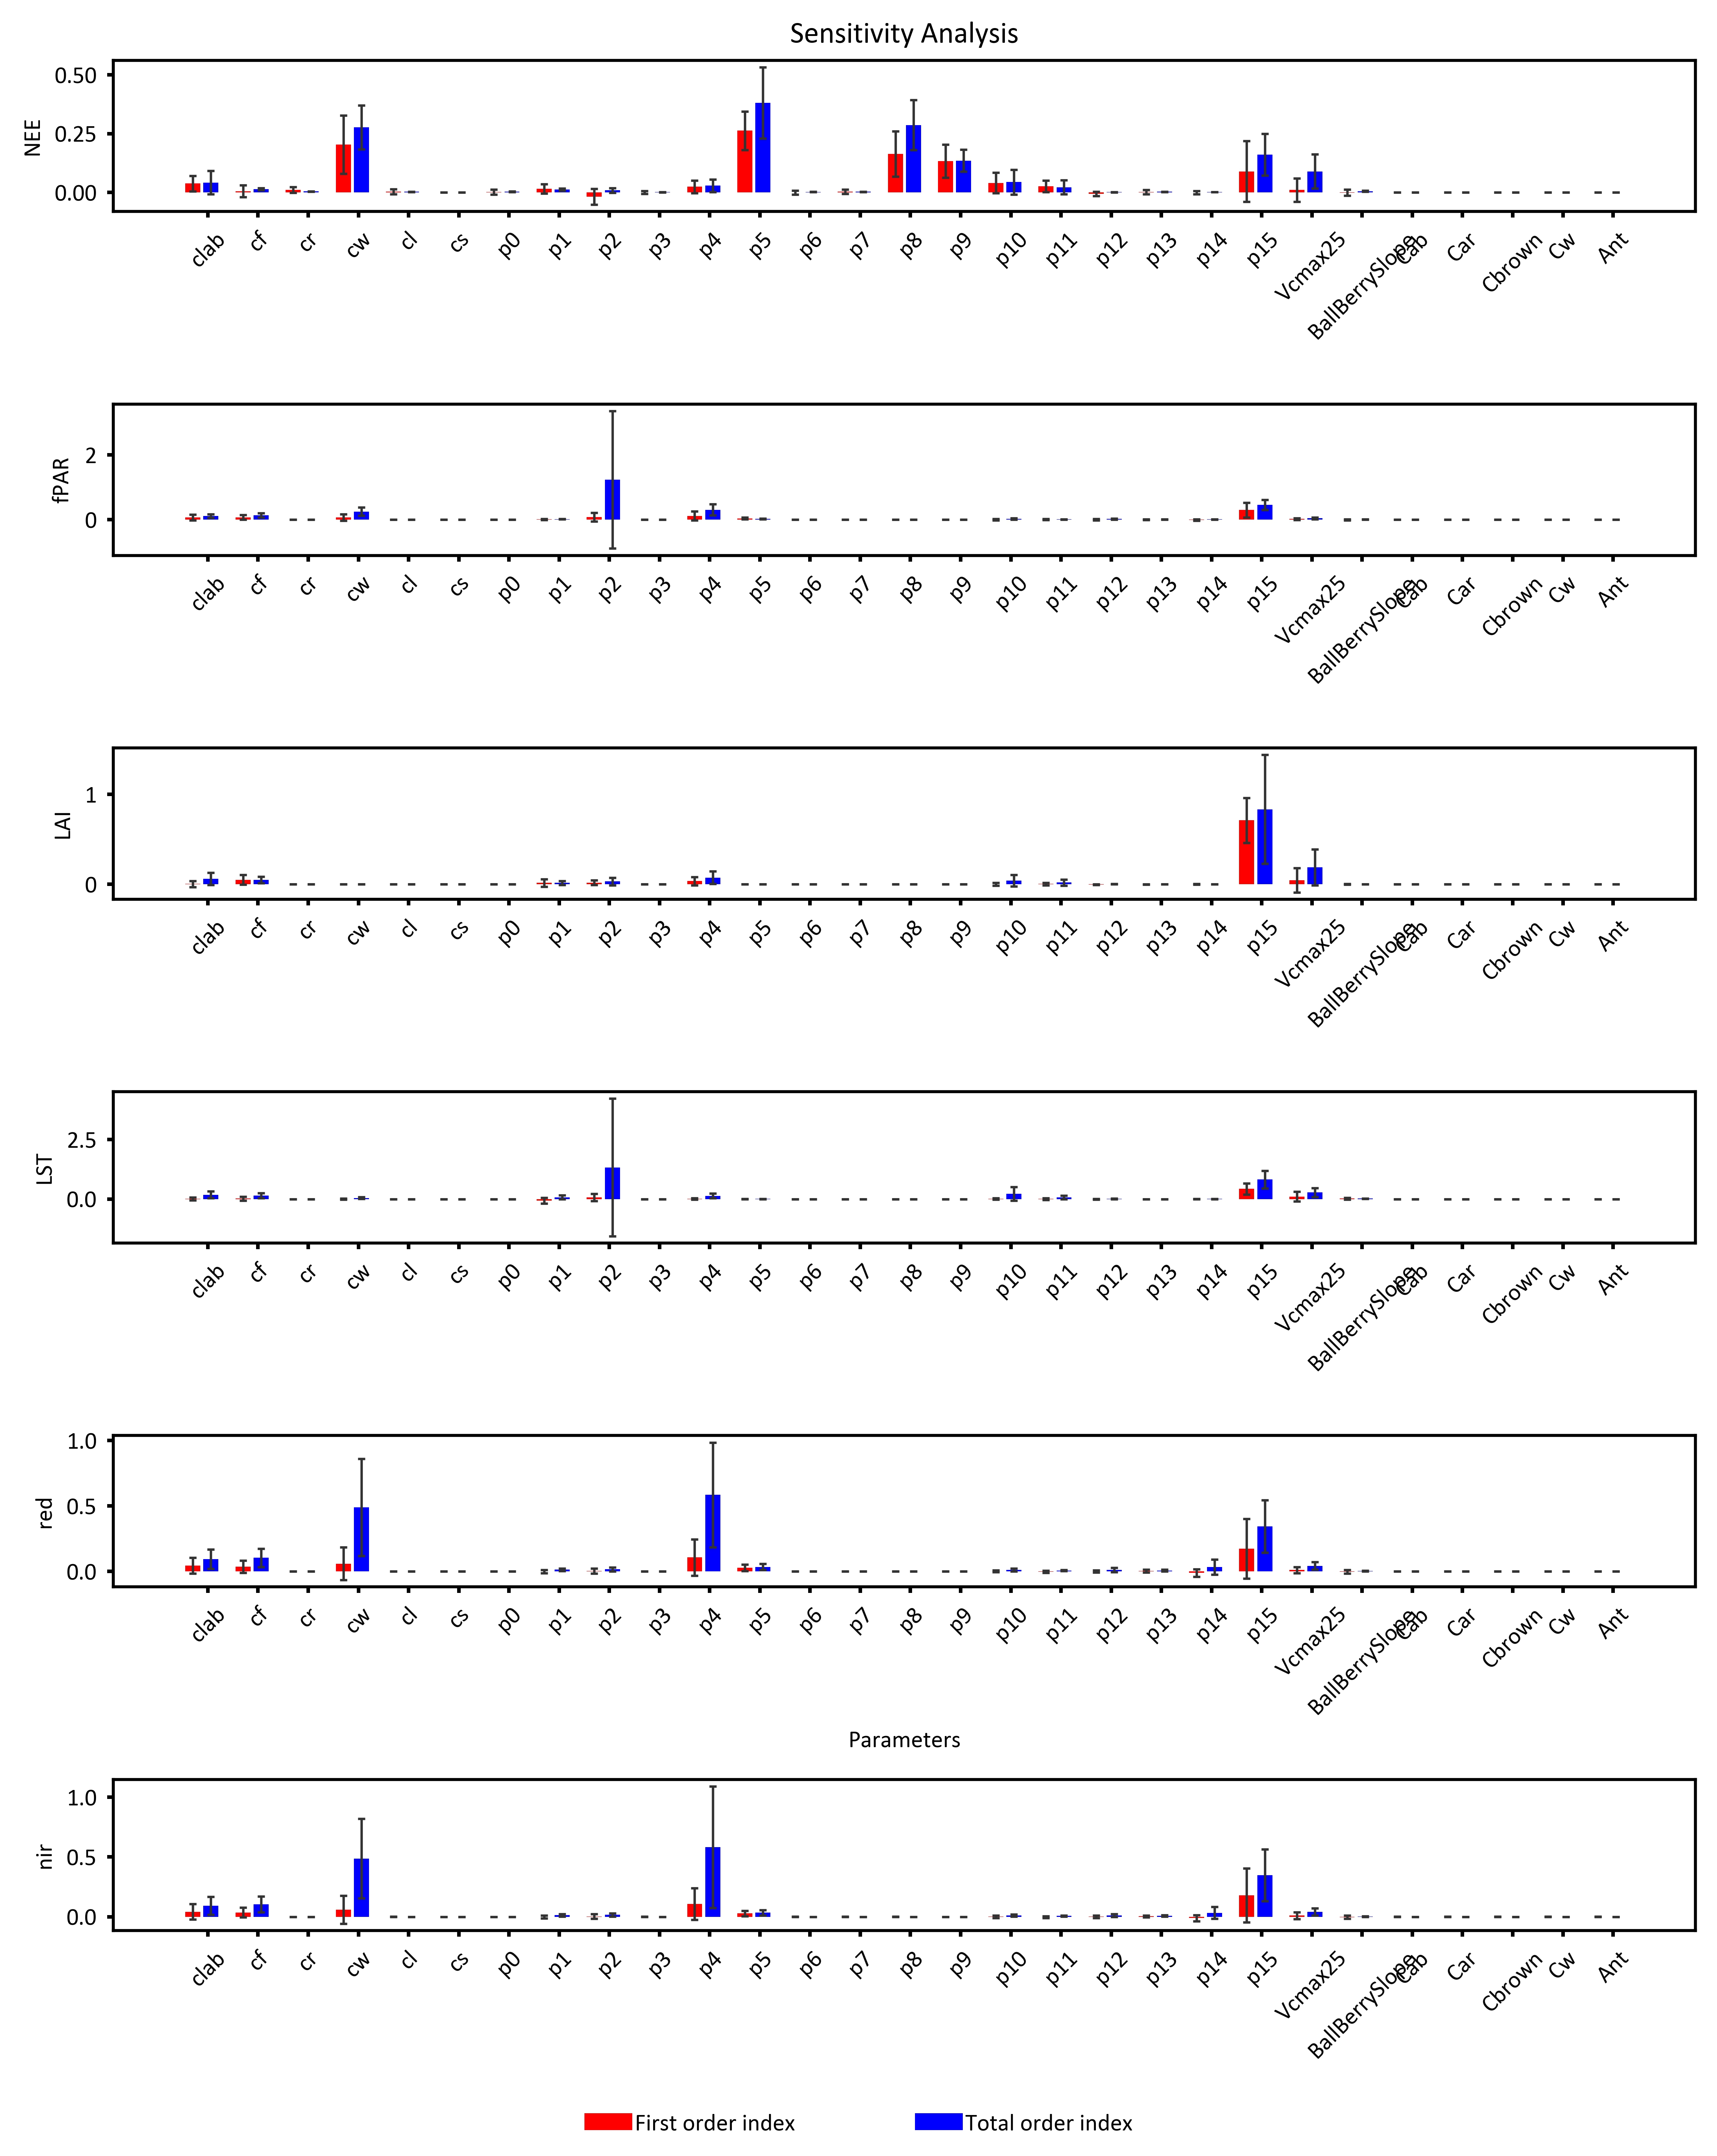 Sensitivity Analysis
NEE
0.50
0.25
0.00
clab cf cr cw cl cs p0 p1 p2 p3 p4 p5 p6 p7 p8 p9 p10 p11 p12 p13 p14 p15 Vcmax25 BallBerrySlope Cab Car Cbrown Cw Ant
fPAR
2
0
clab cf cr cw cl cs p0 p1 p2 p3 p4 p5 p6 p7 p8 p9 p10 p11 p12 p13 p14 p15 Vcmax25 BallBerrySlope Cab Car Cbrown Cw Ant
LAI
1
0
clab cf cr cw cl cs p0 p1 p2 p3 p4 p5 p6 p7 p8 p9 p10 p11 p12 p13 p14 p15 Vcmax25 BallBerrySlope Cab Car Cbrown Cw Ant
LST
2.5
0.0
clab cf cr cw cl cs p0 p1 p2 p3 p4 p5 p6 p7 p8 p9 p10 p11 p12 p13 p14 p15 Vcmax25 BallBerrySlope Cab Car Cbrown Cw Ant
red
1.0
0.5
0.0
clab cf cr cw cl cs p0 p1 p2 p3 p4 p5 p6 p7 p8 p9 p10 p11 p12 p13 p14 p15 Vcmax25 BallBerrySlope Cab Car Cbrown Cw Ant
Parameters
nir
1.0
0.5
0.0
clab cf cr cw cl cs p0 p1 p2 p3 p4 p5 p6 p7 p8 p9 p10 p11 p12 p13 p14 p15 Vcmax25 BallBerrySlope Cab Car Cbrown Cw Ant
First order index
Total order index